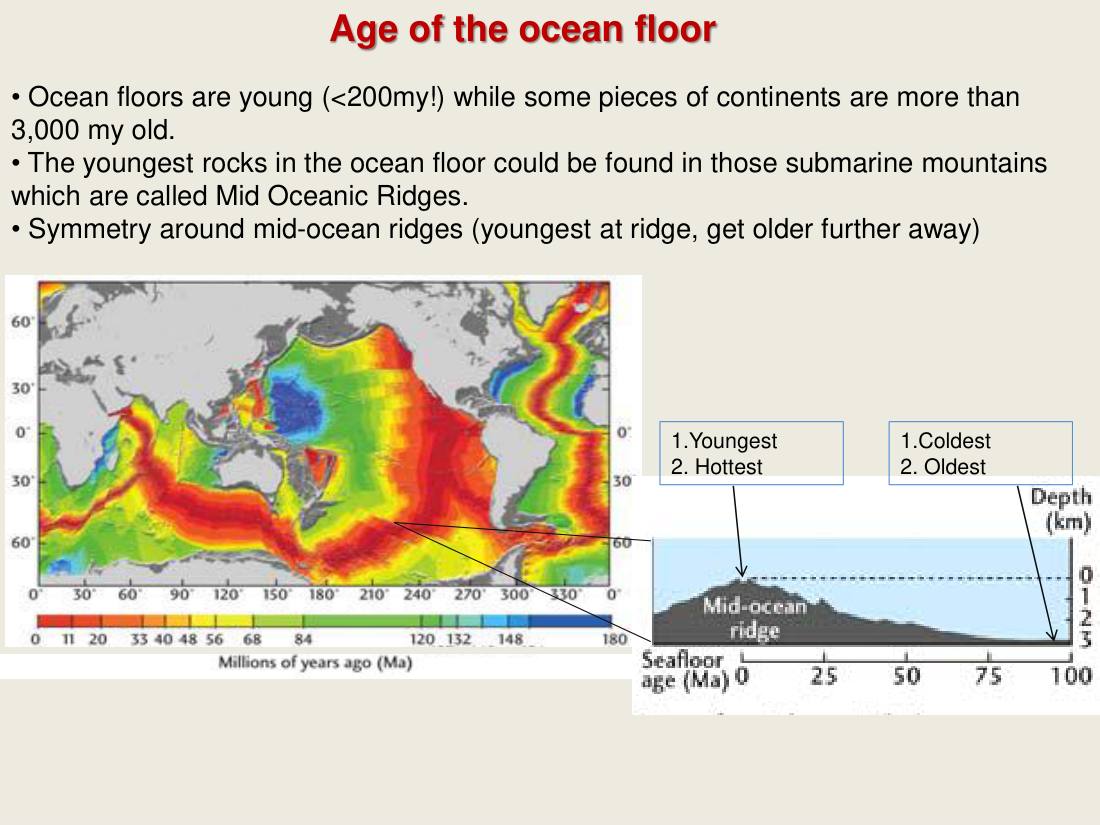 Age of the ocean floor
• Ocean floors are young (<200my!) while some pieces of continents are more than
3,000 my old.
• The youngest rocks in the ocean floor could be found in those submarine mountains
which are called Mid Oceanic Ridges.
• Symmetry around mid-ocean ridges (youngest at ridge, get older further away)
60°
30°
0°
30°
60°
0°
30
60
0° 30° 60° 90° 120° 150° 180° 210° 240° 270° 300° 330° 0°
0 11 20 33 40 48 56 68 84 120 132 148 180
Millions of years ago (Ma)
1.Youngest
2. Hottest
1.Coldest
2. Oldest
Depth
(km)
0
1
2
3
Mid-ocean
ridge
Seafloor
age (Ma) 0 25 50 75 100